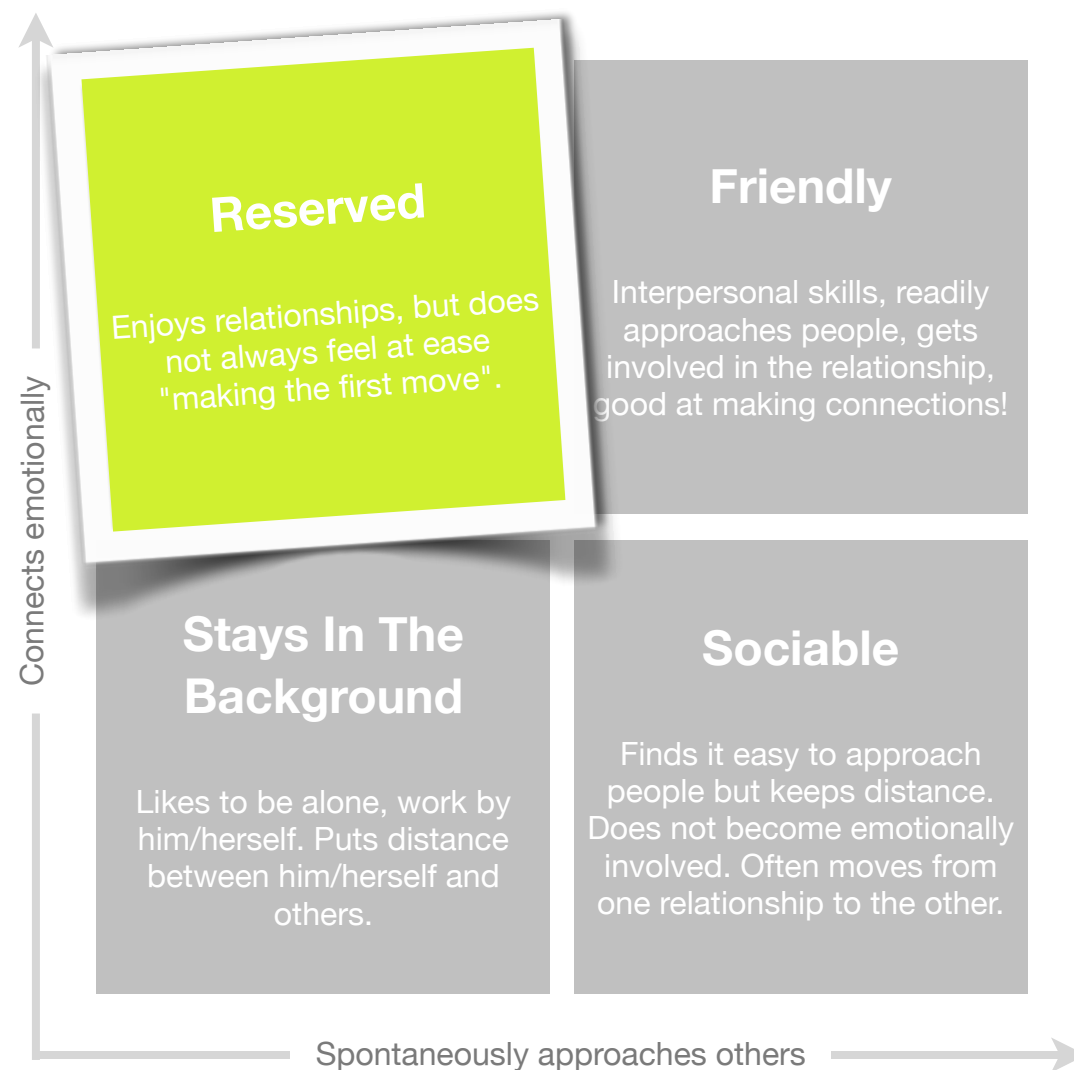 Reserved
Enjoys relationships, but does
not always feel at ease
"making the first move".
Friendly
Interpersonal skills, readily
approaches people, gets
involved in the relationship,
good at making connections!
Connects emotionally
Stays In The
Background
Likes to be alone, work by
him/herself. Puts distance
between him/herself and
others.
Sociable
Finds it easy to approach
people but keeps distance.
Does not become emotionally
involved. Often moves from
one relationship to the other.
Spontaneously approaches others